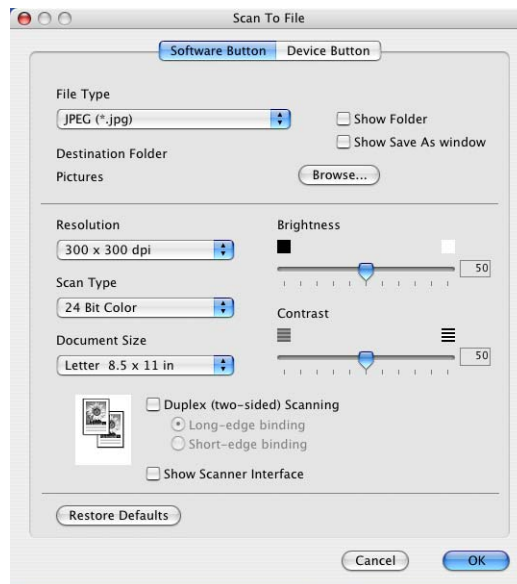 Scan To File
Software Button Device Button
File Type
JPEG (*.jpg)
Show Folder
Show Save As window
Destination Folder
Pictures
Browse...
Resolution
300 x 300 dpi
Scan Type
24 Bit Color
Document Size
Letter 8.5 x 11 in
Brightness
50
Contrast
50
Duplex (two-sided) Scanning
Long-edge binding
Short-edge binding
Show Scanner Interface
Restore Defaults
Cancel OK